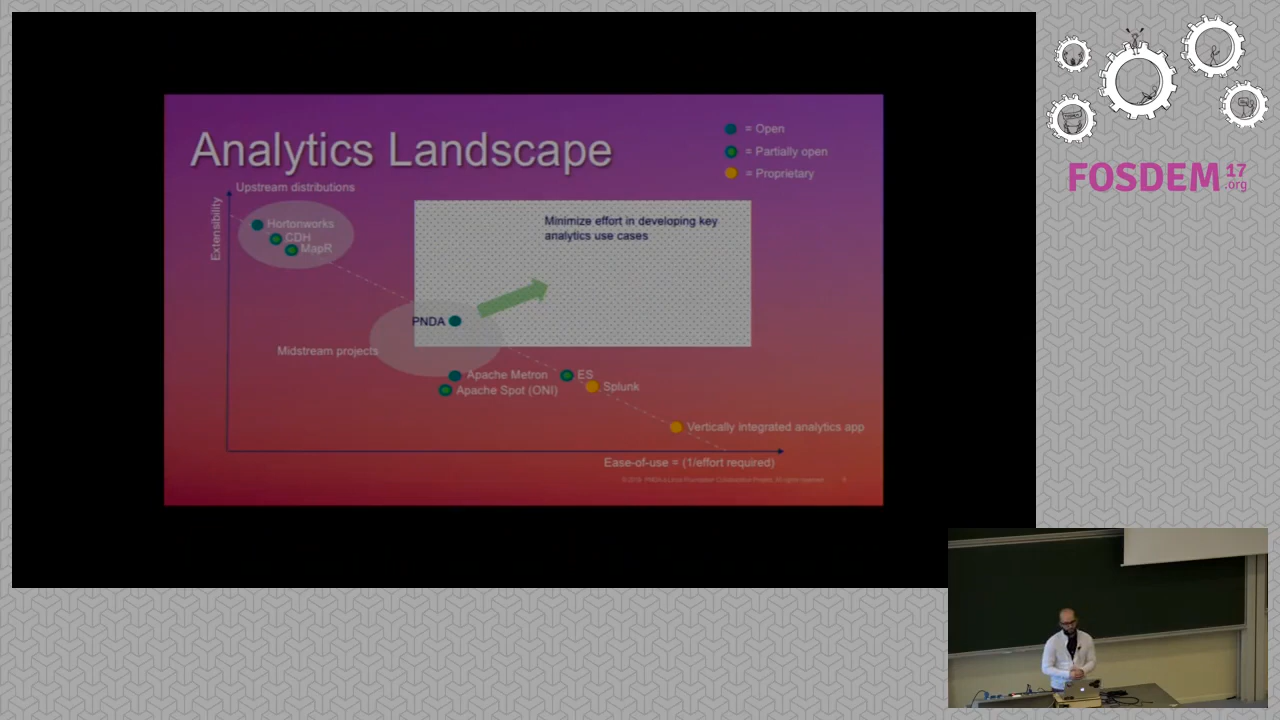 Analytics Landscape
= Open
= Partially open
= Proprietary
Upstream distributions
Extensibility
Hortonworks
CDH
MapR
Minimize effort in developing key
analytics use cases
PNDA
Midstream projects
Apache Metron
ES
Apache Spot (ONI)
Splunk
Vertically integrated analytics app
Ease-of-use = (1/effort required)
FOSDEM 17
.org